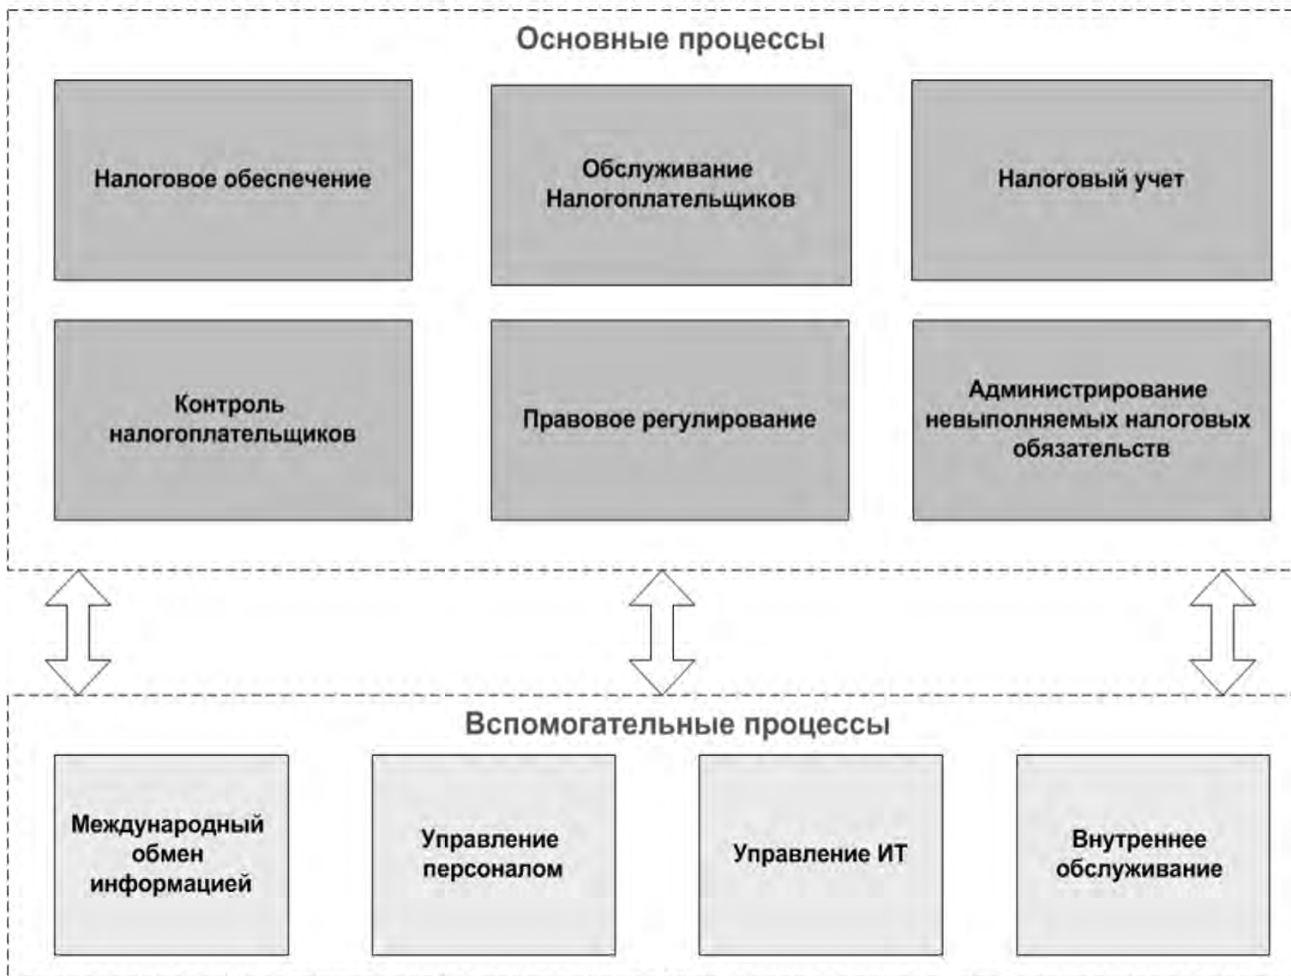 Основные процессы
Налоговое обеспечение
Обслуживание
Налогоплательщиков
Налоговый учет
Контроль
налогоплательщиков
Правовое регулирование
Администрирование
невыполняемых налоговых
обязательств
Вспомогательные процессы
Международный
обмен
информацией
Управление
персоналом
Управление ИТ
Внутреннее
обслуживание